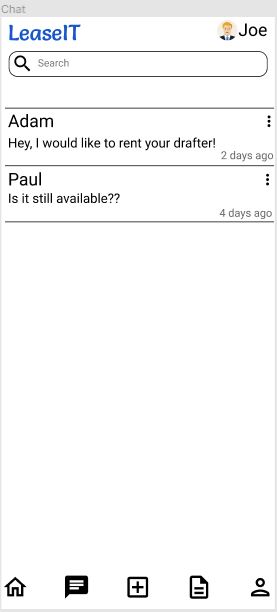 Chat
LeaseIT
Joe
Search
Adam
Hey, I would like to rent your drafter!
2 days ago
Paul
Is it still available??
4 days ago